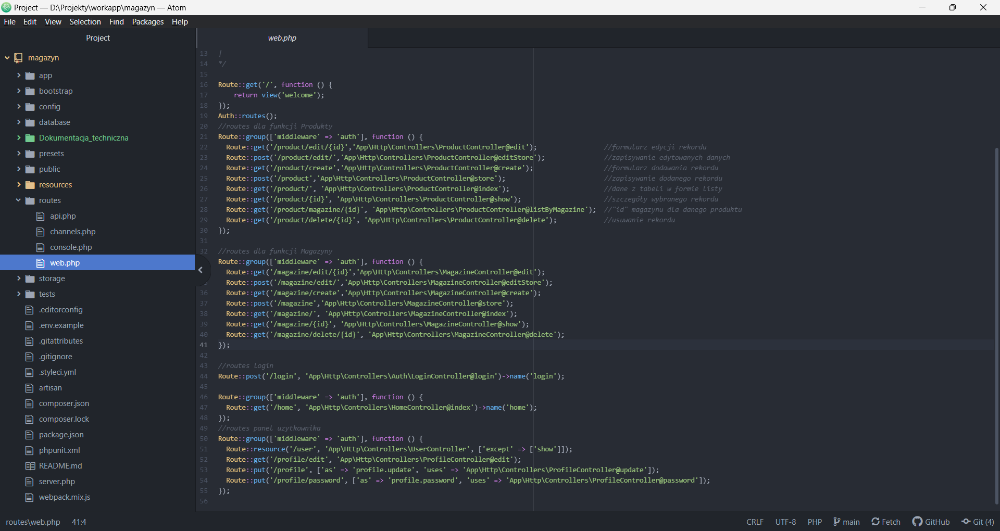 Project — D:\Projekty\workapp\magazyn — Atom
File Edit View Selection Find Packages Help
Project
magazyn
app
bootstrap
config
database
Dokumentacja_techniczna
presets
public
resources
routes
api.php
channels.php
console.php
web.php
storage
tests
.editorconfig
.env.example
.gitattributes
.gitignore
.styleci.yml
artisan
composer.json
composer.lock
package.json
phpunit.xml
README.md
server.php
webpack.mix.js
web.php
13 |
14 */
15
16 Route::get('/', function () {
17     return view('welcome');
18 });
19 Auth::routes();
20 //routes dla funkcji Produkty
21 Route::group(['middleware' => 'auth'], function () {
22   Route::get('/product/edit/{id}','App\Http\Controllers\ProductController@edit'); //formularz edycji rekordu
23   Route::post('/product/edit/','App\Http\Controllers\ProductController@editStore'); //zapisywanie edytowanych danych
24   Route::get('/product/create','App\Http\Controllers\ProductController@create'); //formularz dodawania rekordu
25   Route::post('/product','App\Http\Controllers\ProductController@store'); //zapisywanie dodanego rekordu
26   Route::get('/product/', 'App\Http\Controllers\ProductController@index'); //dane z tabeli w formie listy
27   Route::get('/product/{id}', 'App\Http\Controllers\ProductController@show'); //szczegóły wybranego rekordu
28   Route::get('/product/magazine/{id}', 'App\Http\Controllers\ProductController@listByMagazine'); //"id" magazynu dla danego produktu
29   Route::get('/product/delete/{id}', 'App\Http\Controllers\ProductController@delete'); //usuwanie rekordu
30 });
31
32 //routes dla funkcji Magazyny
Route::group(['middleware' => 'auth'], function () {
  Route::get('/magazine/edit/{id}','App\Http\Controllers\MagazineController@edit');
  Route::post('/magazine/edit/','App\Http\Controllers\MagazineController@editStore');
36   Route::get('/magazine/create','App\Http\Controllers\MagazineController@create');
37   Route::post('/magazine','App\Http\Controllers\MagazineController@store');
38   Route::get('/magazine/', 'App\Http\Controllers\MagazineController@index');
39   Route::get('/magazine/{id}', 'App\Http\Controllers\MagazineController@show');
40   Route::get('/magazine/delete/{id}', 'App\Http\Controllers\MagazineController@delete');
41 });
42
43 //routes login
44 Route::post('/login', 'App\Http\Controllers\Auth\LoginController@login')->name('login');
45
46 Route::group(['middleware' => 'auth'], function () {
47   Route::get('/home', 'App\Http\Controllers\HomeController@index')->name('home');
48 });
49 //routes panel uzytkownika
50 Route::group(['middleware' => 'auth'], function () {
51   Route::resource('/user', 'App\Http\Controllers\UserController', ['except' => ['show']]);
52   Route::get('/profile/edit', 'App\Http\Controllers\ProfileController@edit');
53   Route::put('/profile', ['as' => 'profile.update', 'uses' => 'App\Http\Controllers\ProfileController@update']);
54   Route::put('/profile/password', ['as' => 'profile.password', 'uses' => 'App\Http\Controllers\ProfileController@password']);
55 });
56
routes\web.php 41:4 CRLF UTF-8 PHP main Fetch GitHub Git (4)